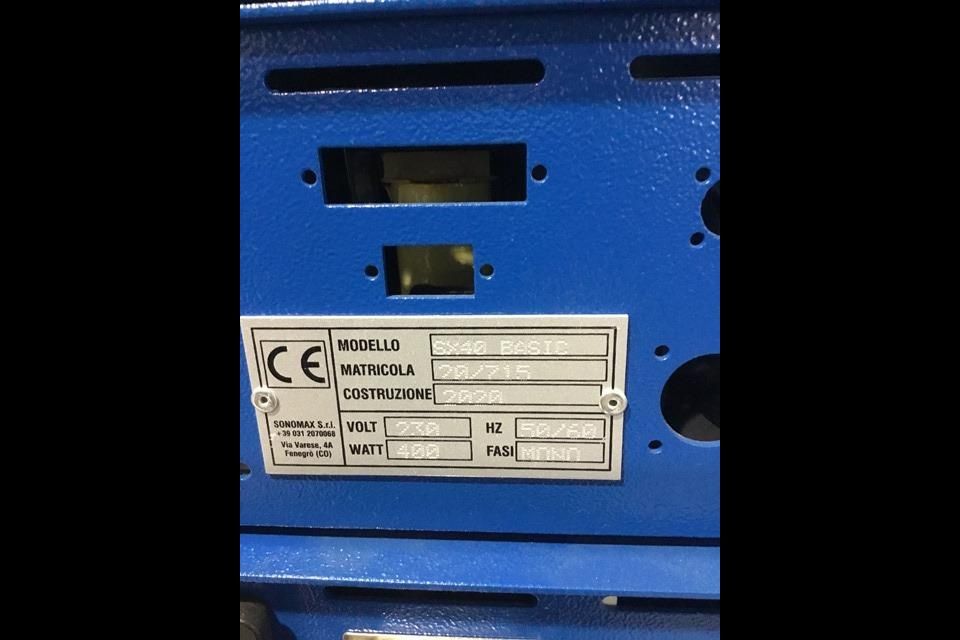 CE
MODELLO SX40 BASIC
MATRICOLA 20/715
COSTRUZIONE 2020
SONOMAX S.r.l.
+39 031 2070068
Via Varese, 4A
Fenegrò (CO)
VOLT 230 HZ 50/60
WATT 400 FASI MONO